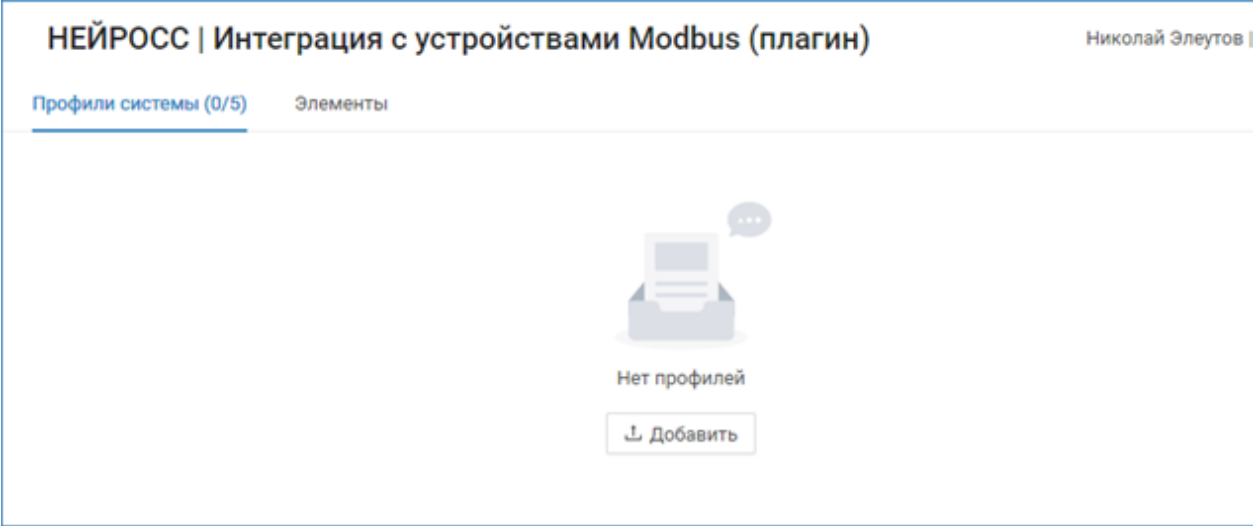 НЕЙРОСС | Интеграция с устройствами Modbus (плагин)
Николай Элеутов |
Профили системы (0/5)
Элементы
Нет профилей
Добавить